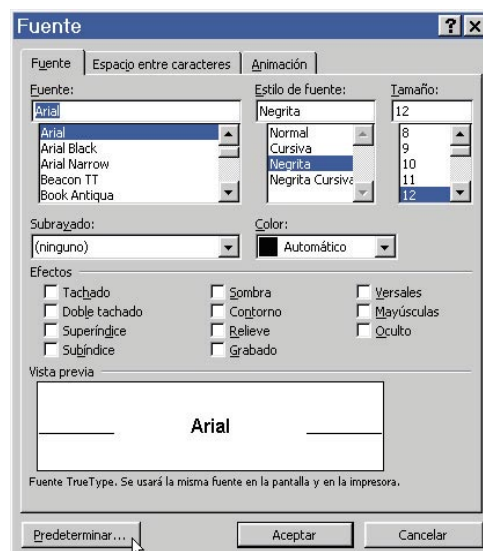 Fuente
Fuente Espacio entre caracteres Animación
Fuente: Estilo de fuente: Tamaño:
Arial Negrita 12
Arial Normal 8
Arial Black Cursiva 9
Arial Narrow Negrita 10
Beacon TT Negrita Cursiva 11
Book Antiqua 12
Subrayado: Color:
(ninguno) Automático
Efectos
Tachado Sombra Versales
Doble tachado Contorno Mayúsculas
Superíndice Relieve Oculto
Subíndice Grabado
Vista previa
Arial
Fuente TrueType. Se usará la misma fuente en la pantalla y en la impresora.
Predeterminar... Aceptar Cancelar